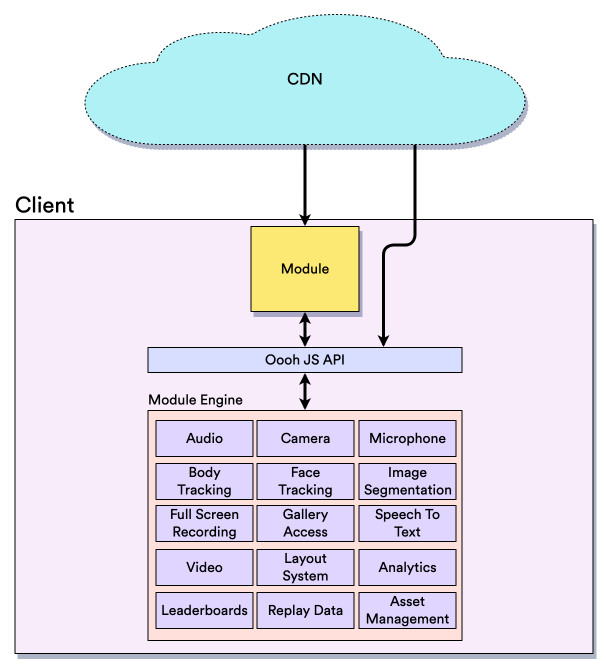 CDN
Client
Module
Oooh JS API
Module Engine
Audio
Camera
Microphone
Body
Tracking
Face
Tracking
Image
Segmentation
Full Screen
Recording
Gallery
Access
Speech To
Text
Video
Layout
System
Analytics
Leaderboards
Replay Data
Asset
Management